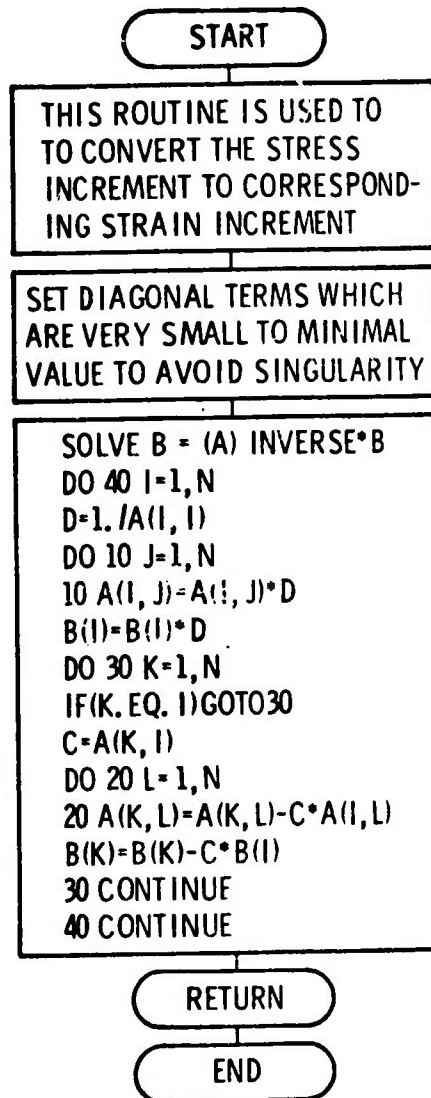 START
THIS ROUTINE IS USED TO
TO CONVERT THE STRESS
INCREMENT TO CORRESPOND-
ING STRAIN INCREMENT
SET DIAGONAL TERMS WHICH
ARE VERY SMALL TO MINIMAL
VALUE TO AVOID SINGULARITY
SOLVE B = (A) INVERSE*B
DO 40 I=1, N
D=1. /A(I, I)
DO 10 J=1, N
10 A(I, J)=A(I, J)*D
B(I)=B(I)*D
DO 30 K=1, N
IF(K. EQ. I)GOTO30
C=A(K, I)
DO 20 L=1, N
20 A(K, L)=A(K, L)-C*A(I, L)
B(K)=B(K)-C*B(I)
30 CONTINUE
40 CONTINUE
RETURN
END